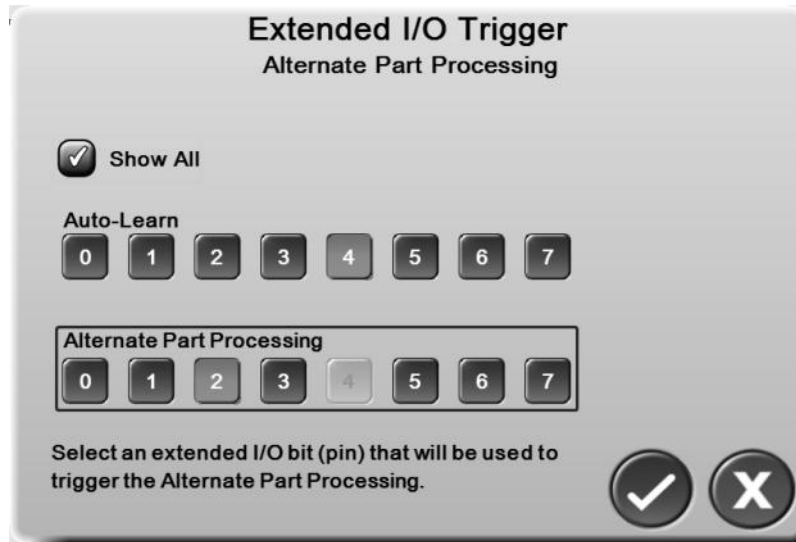 Extended I/O Trigger
Alternate Part Processing
Show All
Auto-Learn
0 1 2 3 4 5 6 7
Alternate Part Processing
0 1 2 3 4 5 6 7
Select an extended I/O bit (pin) that will be used to
trigger the Alternate Part Processing.
X